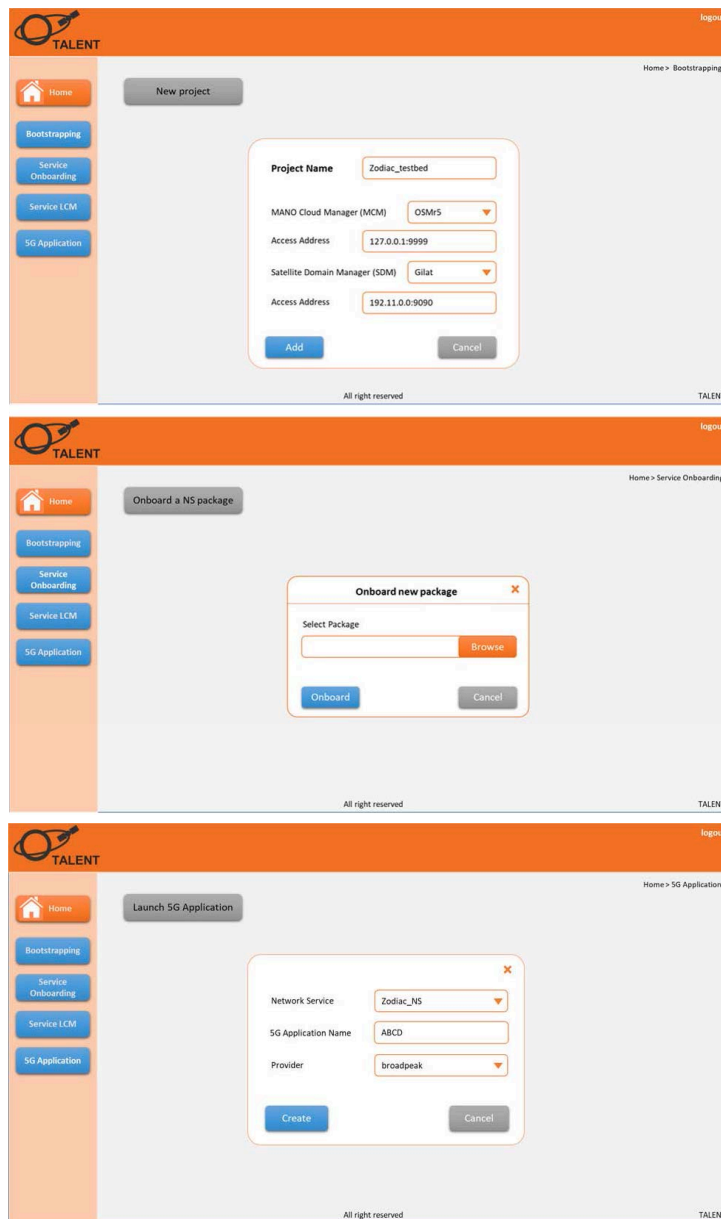 TALENT
logou
Home > Bootstrapping
Home
New project
Bootstrapping
Service
Onboarding
Service LCM
5G Application
Project Name
Zodiac_testbed
MANO Cloud Manager (MCM)
OSMr5
Access Address
127.0.0.1:9999
Satellite Domain Manager (SDM)
Gilat
Access Address
192.11.0.0:9090
Add
Cancel
All right reserved
TALEN
TALENT
logou
Home > Service Onboarding
Home
Onboard a NS package
Bootstrapping
Service
Onboarding
Service LCM
5G Application
Onboard new package
Select Package
Browse
Onboard
Cancel
All right reserved
TALEN
TALENT
logou
Home > 5G Application
Home
Launch 5G Application
Bootstrapping
Service
Onboarding
Service LCM
5G Application
Network Service
Zodiac_NS
5G Application Name
ABCD
Provider
broadpeak
Create
Cancel
All right reserved
TALEN